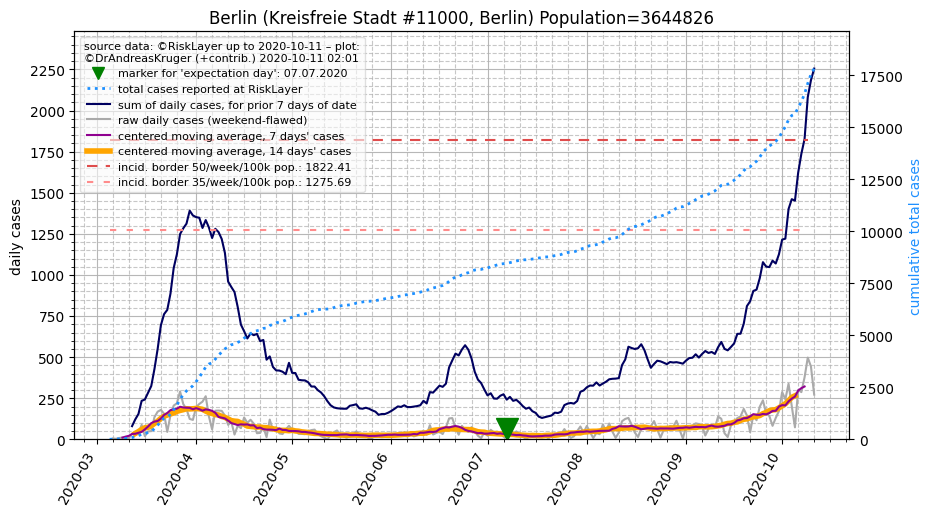 Berlin (Kreisfreie Stadt #11000, Berlin) Population=3644826
source data: ©RiskLayer up to 2020-10-11 – plot:
©DrAndreasKruger (+contrib.) 2020-10-11 02:01
marker for 'expectation day': 07.07.2020
total cases reported at RiskLayer
sum of daily cases, for prior 7 days of date
raw daily cases (weekend-flawed)
centered moving average, 7 days' cases
centered moving average, 14 days' cases
incid. border 50/week/100k pop.: 1822.41
incid. border 35/week/100k pop.: 1275.69
daily cases
2250
2000
1750
1500
1250
1000
750
500
250
0
cumulative total cases
17500
15000
12500
10000
7500
5000
2500
0
2020-03
2020-04
2020-05
2020-06
2020-07
2020-08
2020-09
2020-10